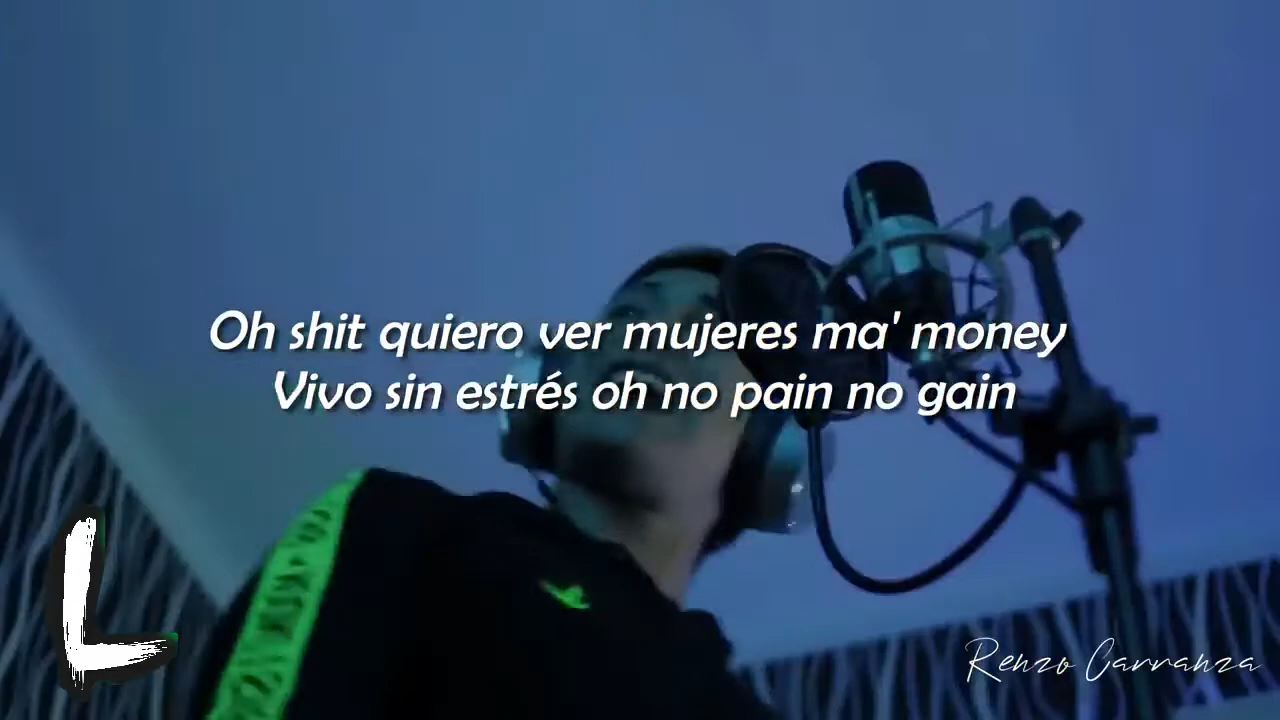 Oh shit quiero ver mujeres ma' money
Vivo sin estrés oh no pain no gain
L
Renzo Carranza